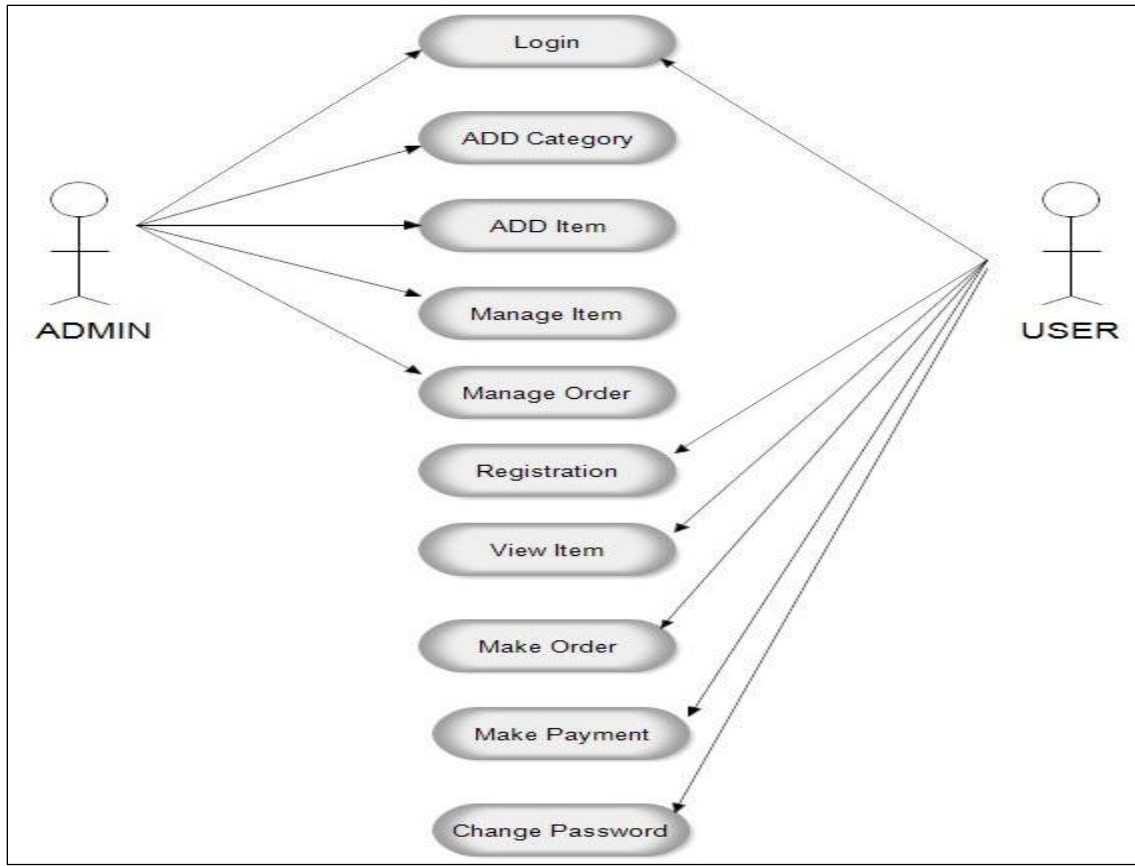 Login
ADD Category
ADD Item
Manage Item
ADMIN
USER
Manage Order
Registration
View Item
Make Order
Make Payment
Change Password